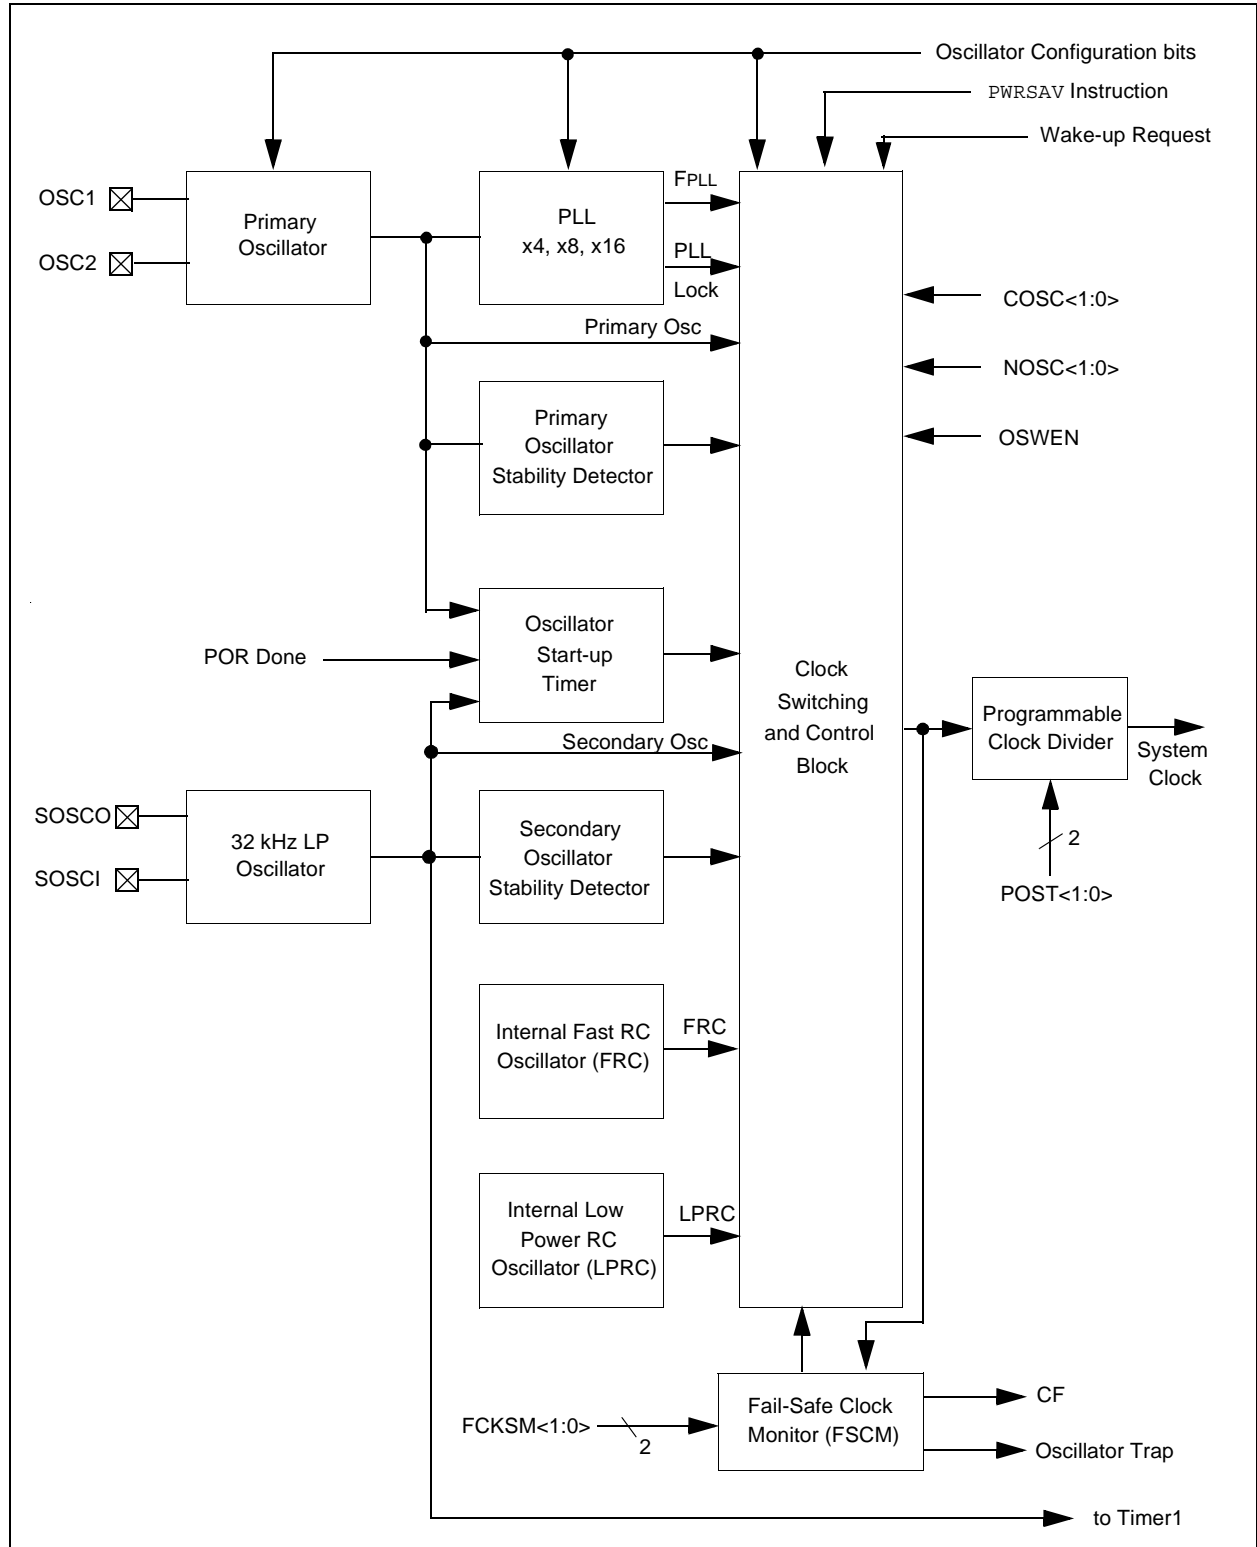 Oscillator Configuration bits
PWRSAV Instruction
Wake-up Request
OSC1
OSC2
Primary
Oscillator
PLL
x4, x8, x16
FPLL
PLL
Lock
COSC<1:0>
Primary Osc
NOSC<1:0>
Primary
Oscillator
Stability Detector
OSWEN
Oscillator
Start-up
Timer
POR Done
Clock
Switching
and Control
Block
Programmable
Clock Divider
System
Clock
Secondary Osc
SOSCO
SOSCI
32 kHz LP
Oscillator
Secondary
Oscillator
Stability Detector
2
POST<1:0>
Internal Fast RC
Oscillator (FRC)
FRC
Internal Low
Power RC
Oscillator (LPRC)
LPRC
FCKSM<1:0>
2
Fail-Safe Clock
Monitor (FSCM)
CF
Oscillator Trap
to Timer1